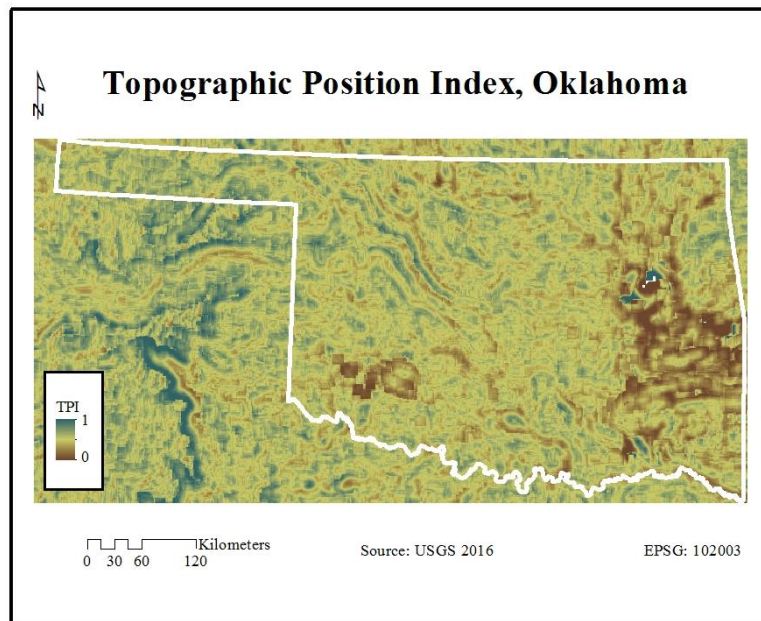 Topographic Position Index, Oklahoma
N
TPI
1
0
Kilometers
0 30 60 120
Source: USGS 2016
EPSG: 102003